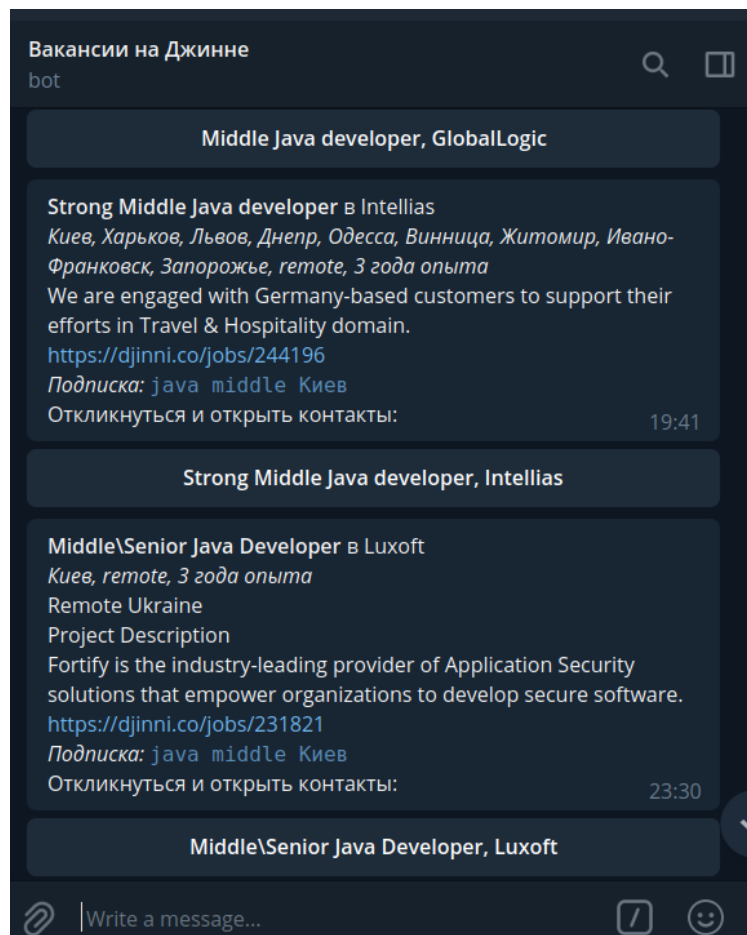 Вакансии на Джинне
bot
Middle Java developer, GlobalLogic
Strong Middle Java developer в Intellias
Киев, Харьков, Львов, Днепр, Одесса, Винница, Житомир, Ивано-
Франковск, Запорожье, remote, 3 года опыта
We are engaged with Germany-based customers to support their
efforts in Travel & Hospitality domain.
https://djinni.co/jobs/244196
Подписка: java middle Киев
Откликнуться и открыть контакты:
19:41
Strong Middle Java developer, Intellias
Middle\Senior Java Developer в Luxoft
Киев, remote, 3 года опыта
Remote Ukraine
Project Description
Fortify is the industry-leading provider of Application Security
solutions that empower organizations to develop secure software.
https://djinni.co/jobs/231821
Подписка: java middle Киев
Откликнуться и открыть контакты:
23:30
Middle\Senior Java Developer, Luxoft
Write a message...